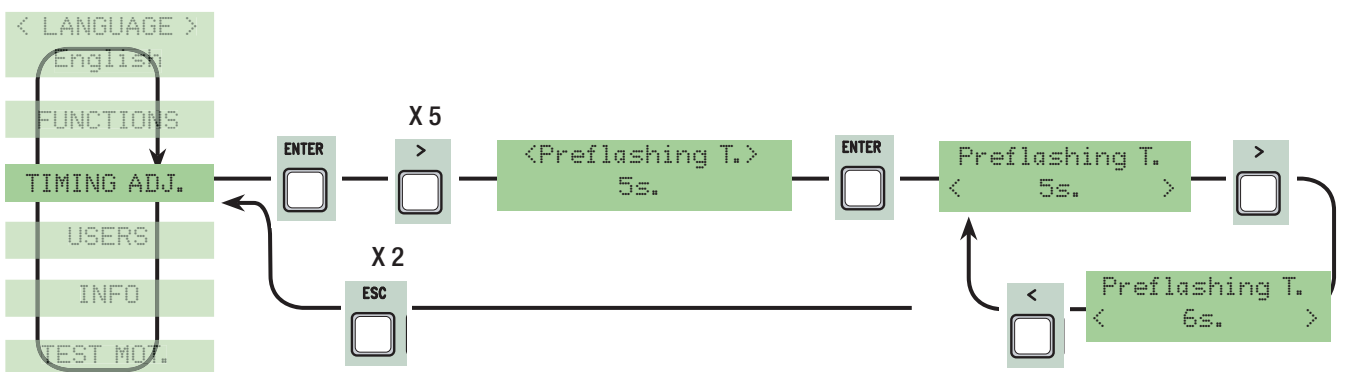 < LANGUAGE >
English
FUNCTIONS
TIMING ADJ.
USERS
INFO
TEST MOT.
ENTER
X 5
>
<Preflashing T.>
5s.
ENTER
Preflashing T.
< 5s. >
>
X 2
ESC
<
Preflashing T.
< 6s. >